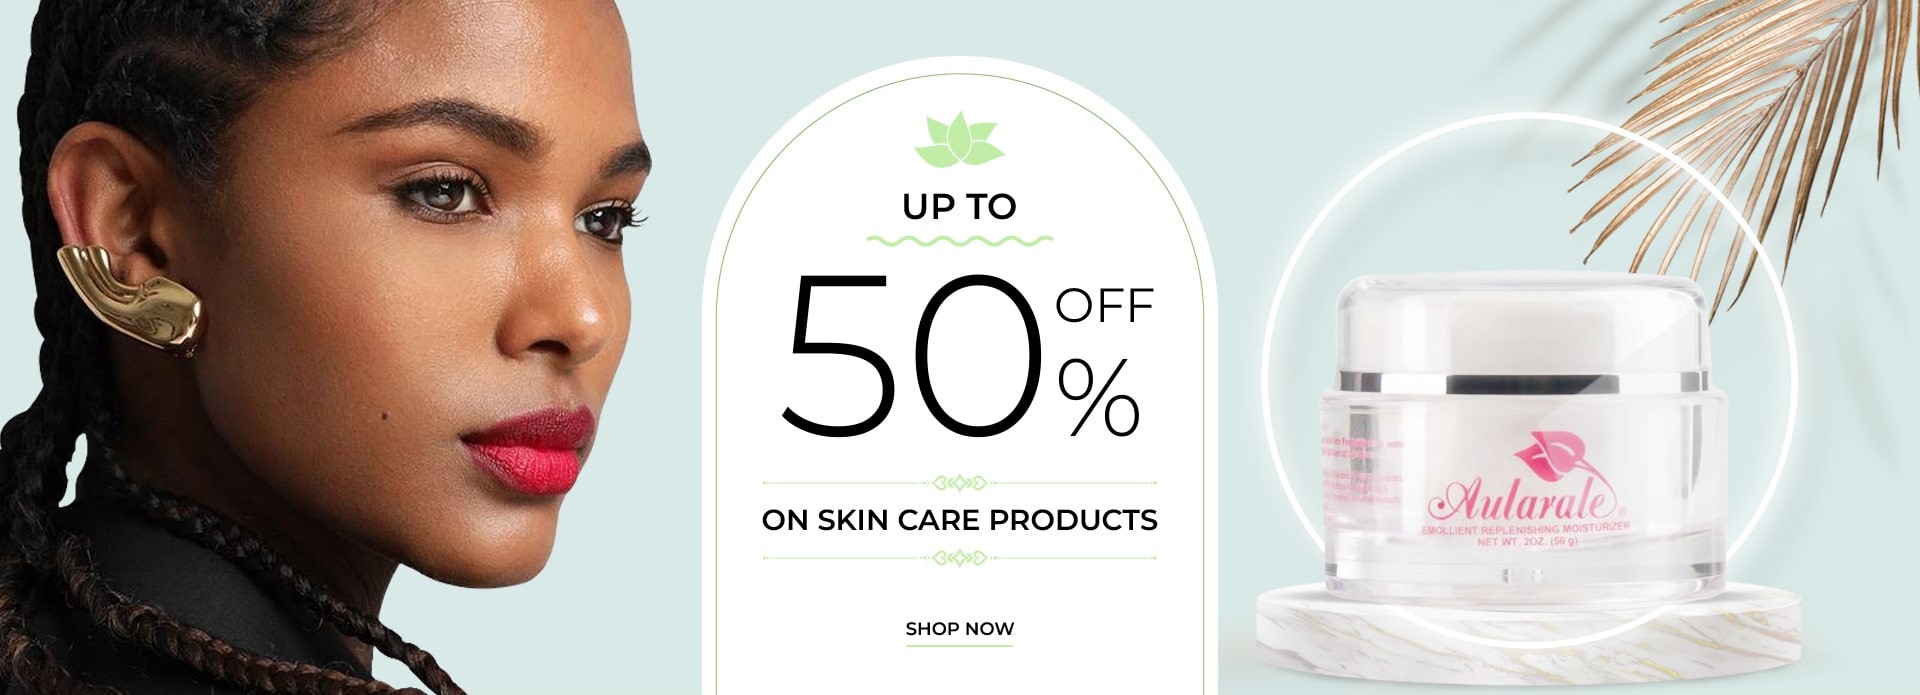 UP TO
50% OFF
ON SKIN CARE PRODUCTS
SHOP NOW
Aularale®
EMOLLIENT REPLENISHING MOISTURIZER
NET WT. 2OZ. (56 g)